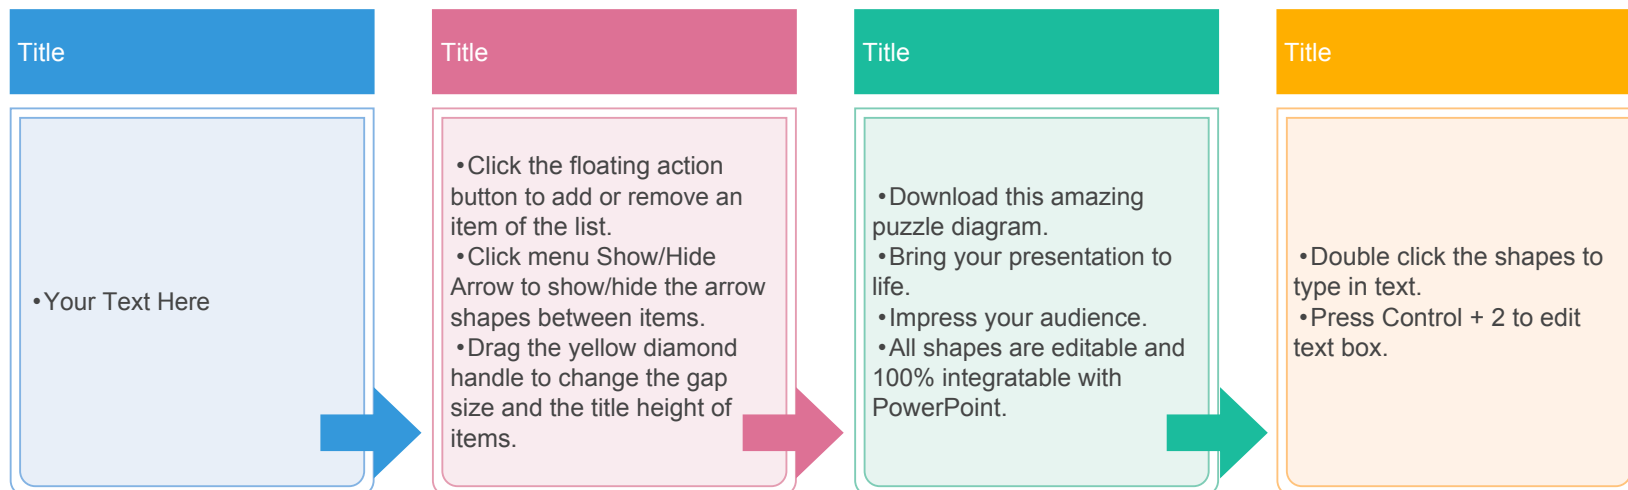 Title
Title
Title
Title
•Your Text Here
•Click the floating action
button to add or remove an
item of the list.
•Click menu Show/Hide
Arrow to show/hide the arrow
shapes between items.
•Drag the yellow diamond
handle to change the gap
size and the title height of
items.
•Download this amazing
puzzle diagram.
•Bring your presentation to
life.
•Impress your audience.
•All shapes are editable and
100% integratable with
PowerPoint.
•Double click the shapes to
type in text.
•Press Control + 2 to edit
text box.